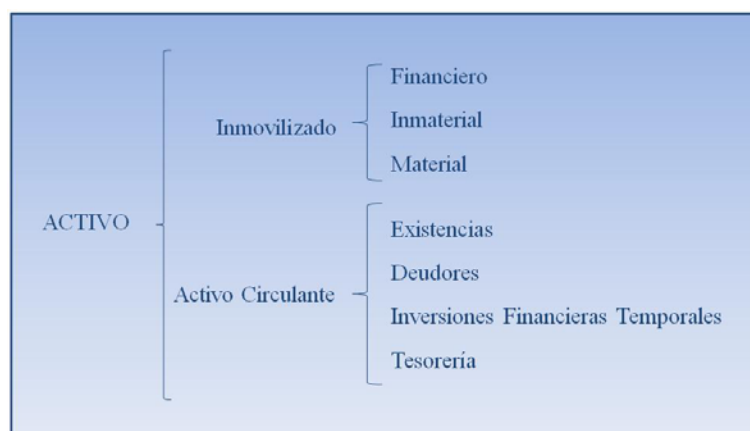 ACTIVO
Inmovilizado
Financiero
Inmaterial
Material
Activo Circulante
Existencias
Deudores
Inversiones Financieras Temporales
Tesorería